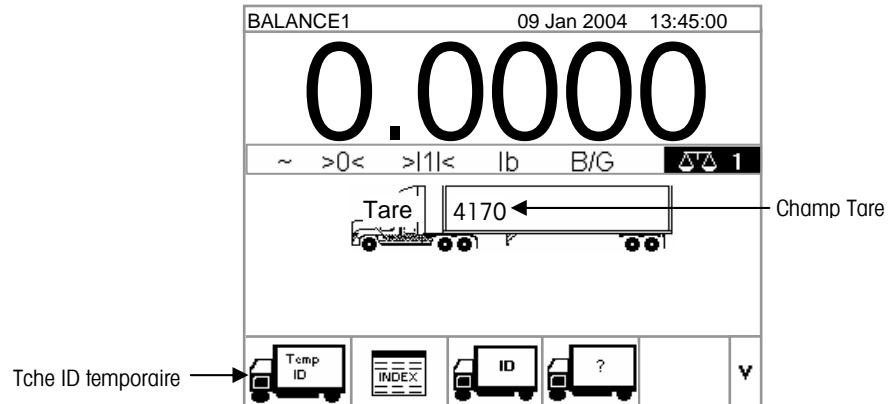 BALANCE1 09 Jan 2004 13:45:00
0.0000
~ >0< >|1|< lb B/G 1
Tare 4170
Champ Tare
Tche ID temporaire
Temp ID
INDEX
ID
?
v